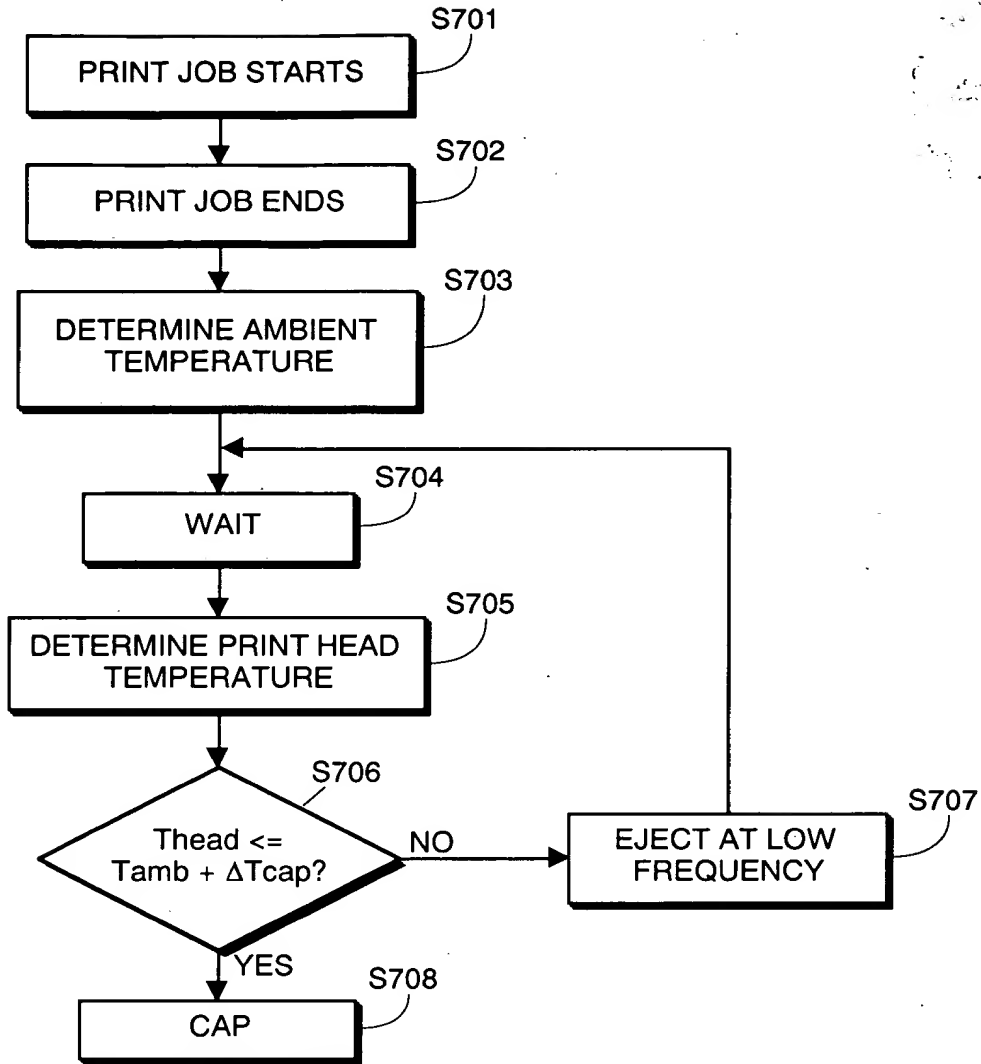 S701
PRINT JOB STARTS
S702
PRINT JOB ENDS
S703
DETERMINE AMBIENT
TEMPERATURE
S704
WAIT
S705
DETERMINE PRINT HEAD
TEMPERATURE
S706
Thead <=
Tamb + ΔTcap?
NO
S707
EJECT AT LOW
FREQUENCY
YES
S708
CAP